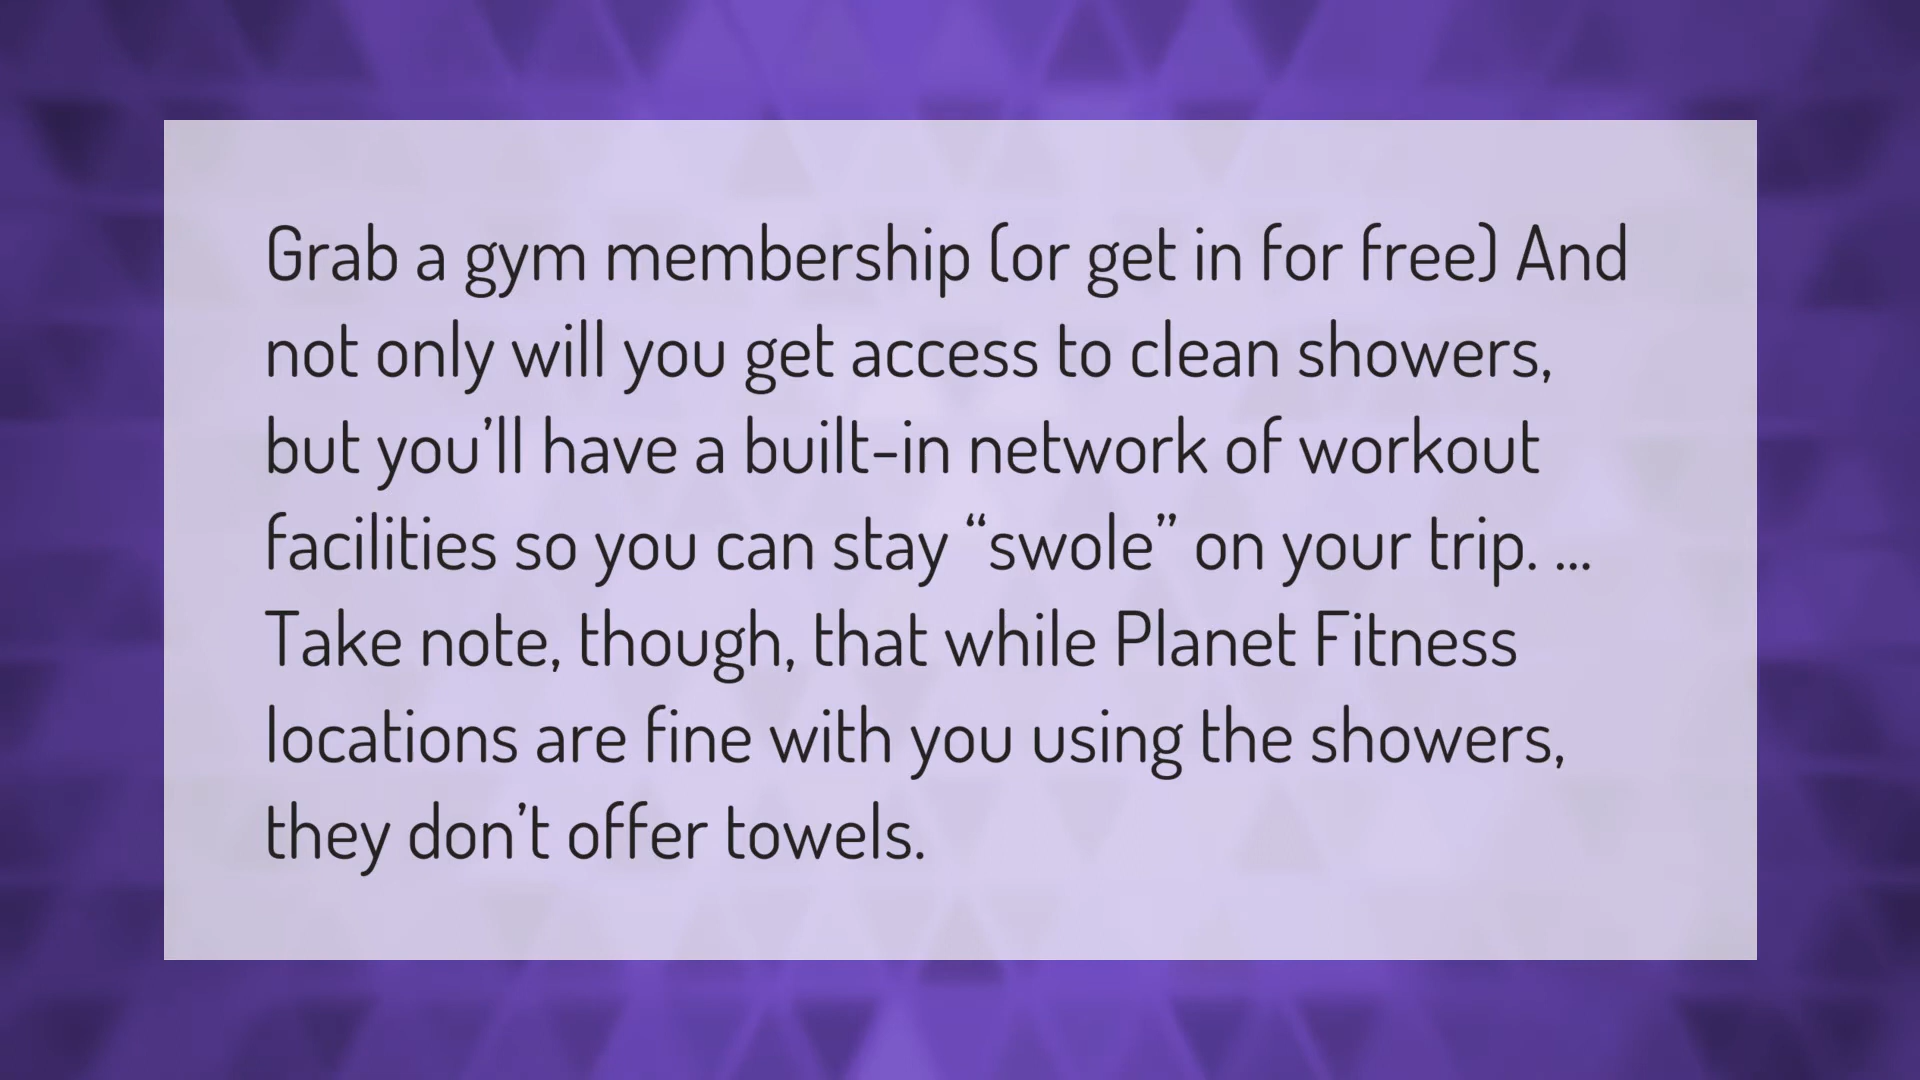 Grab a gym membership (or get in for free) And
not only will you get access to clean showers,
but you’ll have a built-in network of workout
facilities so you can stay “swole” on your trip. ...
Take note, though, that while Planet Fitness
locations are fine with you using the showers,
they don’t offer towels.